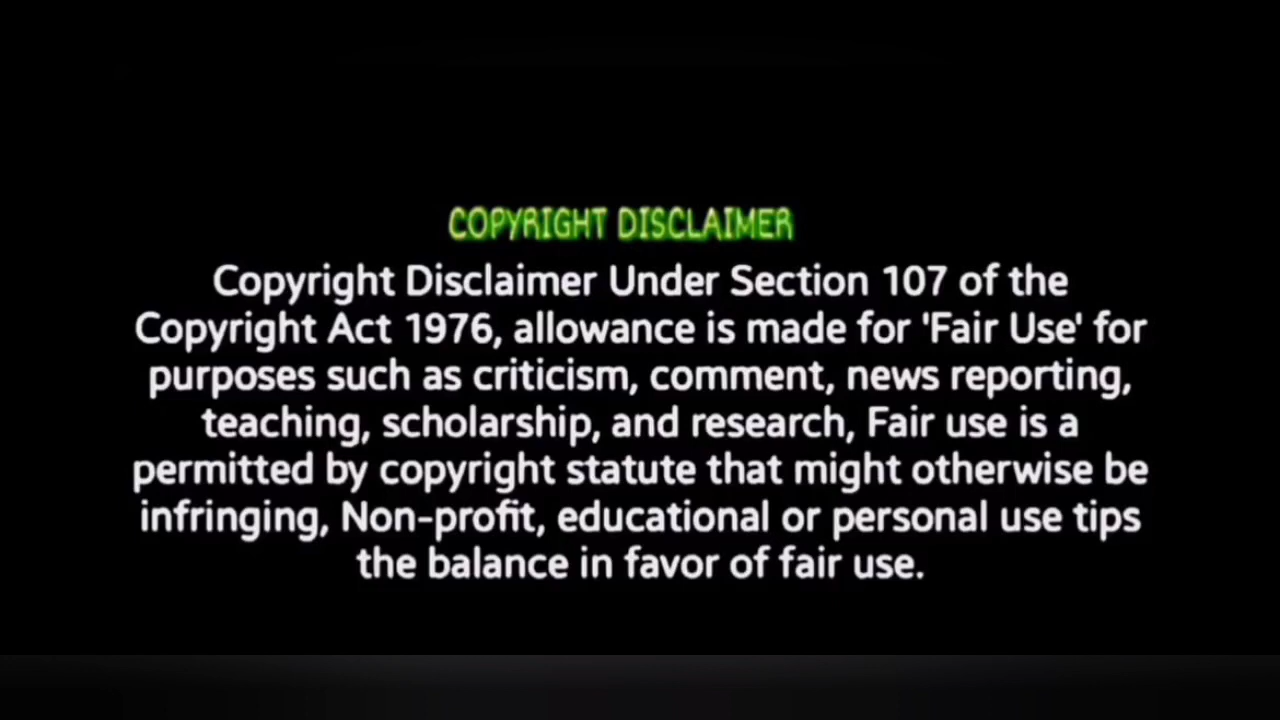 COPYRIGHT DISCLAIMER
Copyright Disclaimer Under Section 107 of the
Copyright Act 1976, allowance is made for 'Fair Use' for
purposes such as criticism, comment, news reporting,
teaching, scholarship, and research, Fair use is a
permitted by copyright statute that might otherwise be
infringing, Non-profit, educational or personal use tips
the balance in favor of fair use.